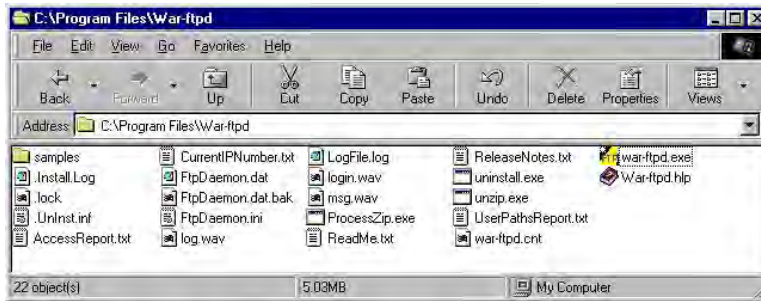 C:\Program Files\War-ftpd
File Edit View Go Favorites Help
Back Forward Up Cut Copy Paste Undo Delete Properties Views
Address C:\Program Files\War-ftpd
samples CurrentIPNumber.txt LogFile.log ReleaseNotes.txt war-ftpd.exe
.Install.Log FtpDaemon.dat login.wav uninstall.exe War-ftpd.hlp
.lock FtpDaemon.dat.bak msg.wav unzip.exe
.UnInst.inf FtpDaemon.ini ProcessZip.exe UserPathsReport.txt
AccessReport.txt log.wav ReadMe.txt war-ftpd.cnt
22 object(s) 5.03MB My Computer